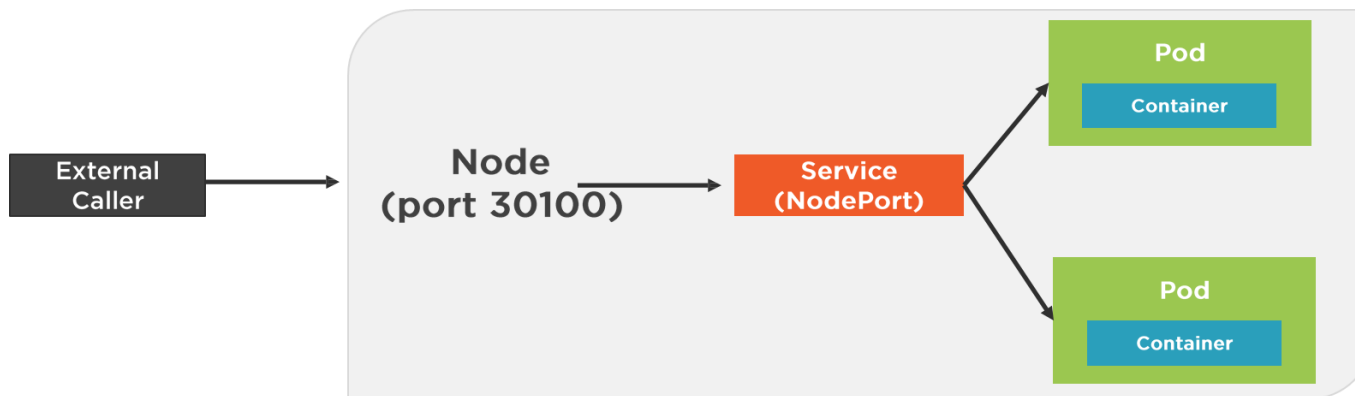 External
Caller
Node
(port 30100)
Service
(NodePort)
Pod
Container
Pod
Container